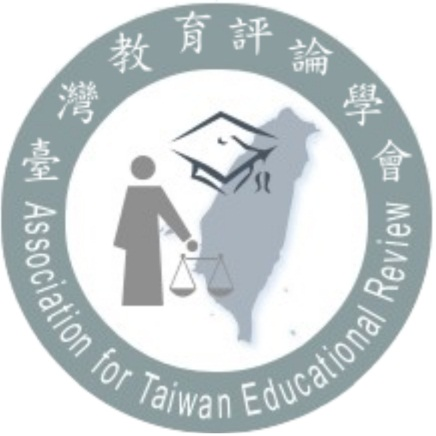 臺灣教育評論學會
Association for Taiwan Educational Review